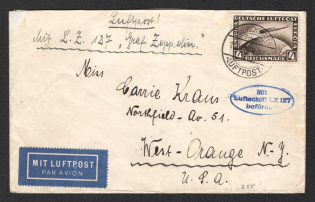 Luftpost!
Mit L.Z. 127 "Graf Zeppelin."
DEUTSCHE LUFTPOST
4 REICHSMARK 4
LUFTPOST
Miss
Carrie Kraus
Northfield-Av. 51.
Mit
Luftschiff LZ 127
befördert
West-Orange N-Y.
U.S.A.
MIT LUFTPOST
PAR AVION